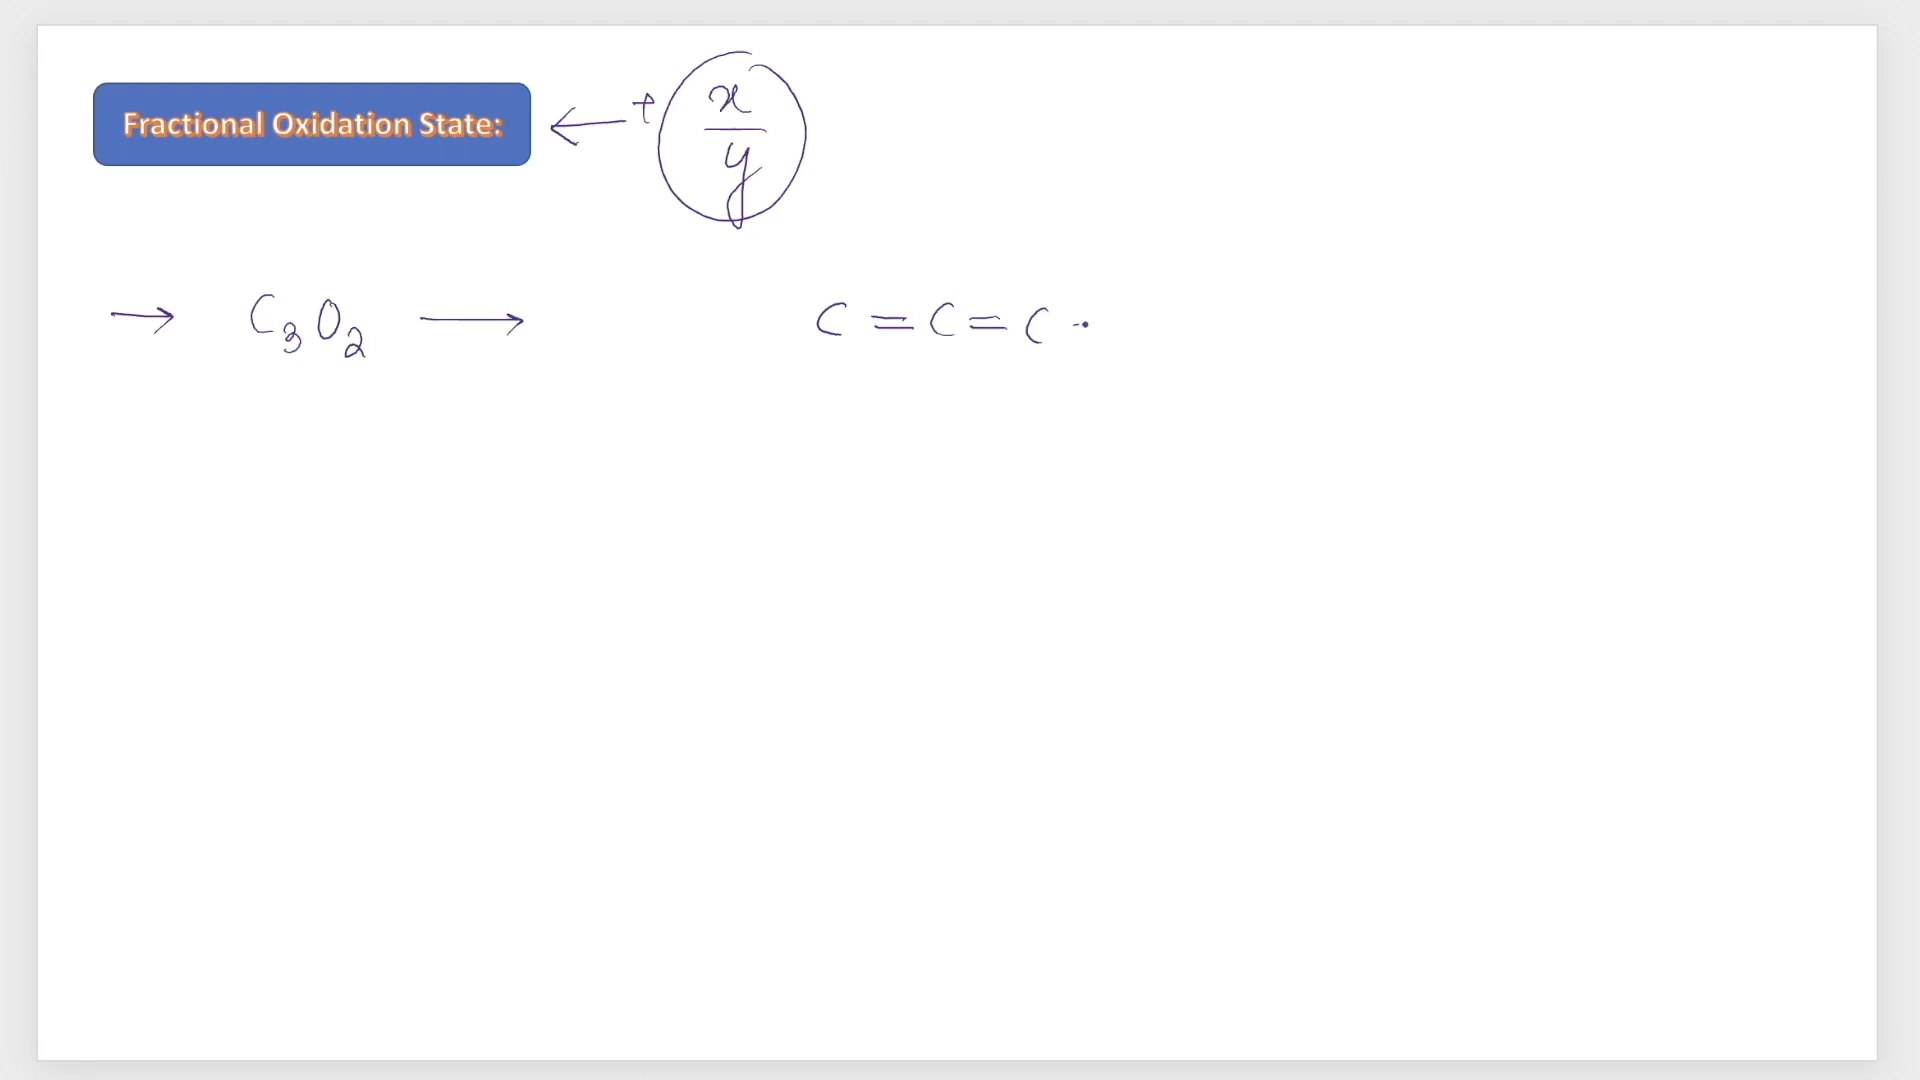 Fractional Oxidation State: ← + x/y
→ C₃O₂ → C = C = C -